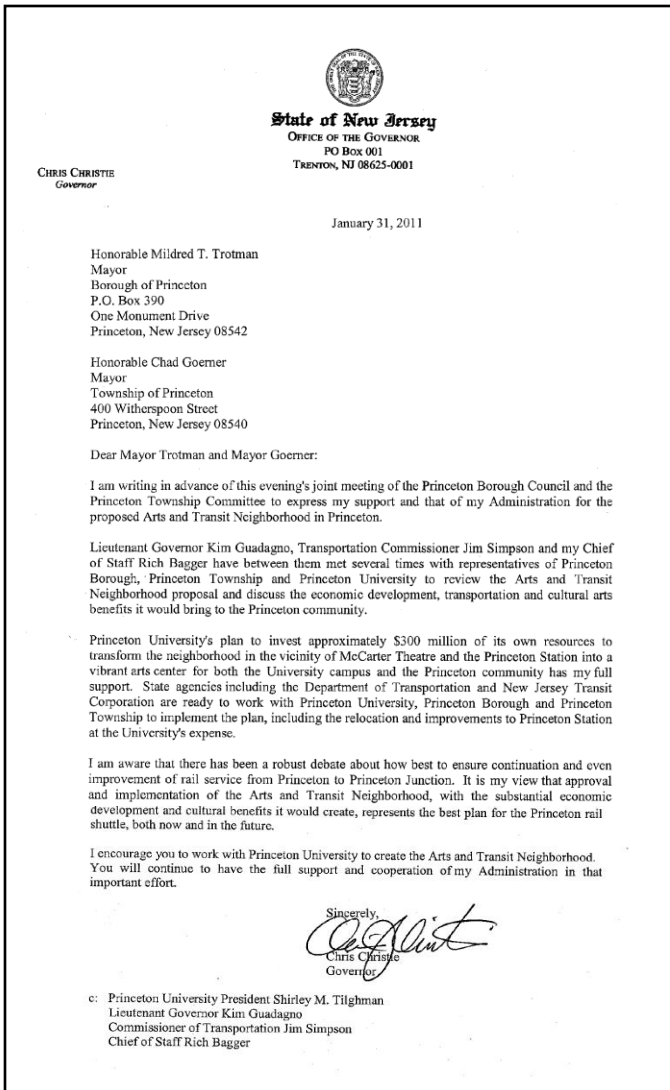 State of New Jersey
OFFICE OF THE GOVERNOR
PO BOX 001
TRENTON, NJ 08625-0001
CHRIS CHRISTIE
Governor
January 31, 2011
Honorable Mildred T. Trotman
Mayor
Borough of Princeton
P.O. Box 390
One Monument Drive
Princeton, New Jersey 08542
Honorable Chad Goerner
Mayor
Township of Princeton
400 Witherspoon Street
Princeton, New Jersey 08540
Dear Mayor Trotman and Mayor Goerner:
I am writing in advance of this evening's joint meeting of the Princeton Borough Council and the
Princeton Township Committee to express my support and that of my Administration for the
proposed Arts and Transit Neighborhood in Princeton.
Lieutenant Governor Kim Guadagno, Transportation Commissioner Jim Simpson and my Chief
of Staff Rich Bagger have between them met several times with representatives of Princeton
Borough, Princeton Township and Princeton University to review the Arts and Transit
Neighborhood proposal and discuss the economic development, transportation and cultural arts
benefits it would bring to the Princeton community.
Princeton University's plan to invest approximately $300 million of its own resources to
transform the neighborhood in the vicinity of McCarter Theatre and the Princeton Station into a
vibrant arts center for both the University campus and the Princeton community has my full
support. State agencies including the Department of Transportation and New Jersey Transit
Corporation are ready to work with Princeton University, Princeton Borough and Princeton
Township to implement the plan, including the relocation and improvements to Princeton Station
at the University's expense.
I am aware that there has been a robust debate about how best to ensure continuation and even
improvement of rail service from Princeton to Princeton Junction. It is my view that approval
and implementation of the Arts and Transit Neighborhood, with the substantial economic
development and cultural benefits it would create, represents the best plan for the Princeton rail
shuttle, both now and in the future.
I encourage you to work with Princeton University to create the Arts and Transit Neighborhood.
You will continue to have the full support and cooperation of my Administration in that
important effort.
Sincerely,
Chris Christie
Governor
c: Princeton University President Shirley M. Tilghman
Lieutenant Governor Kim Guadagno
Commissioner of Transportation Jim Simpson
Chief of Staff Rich Bagger